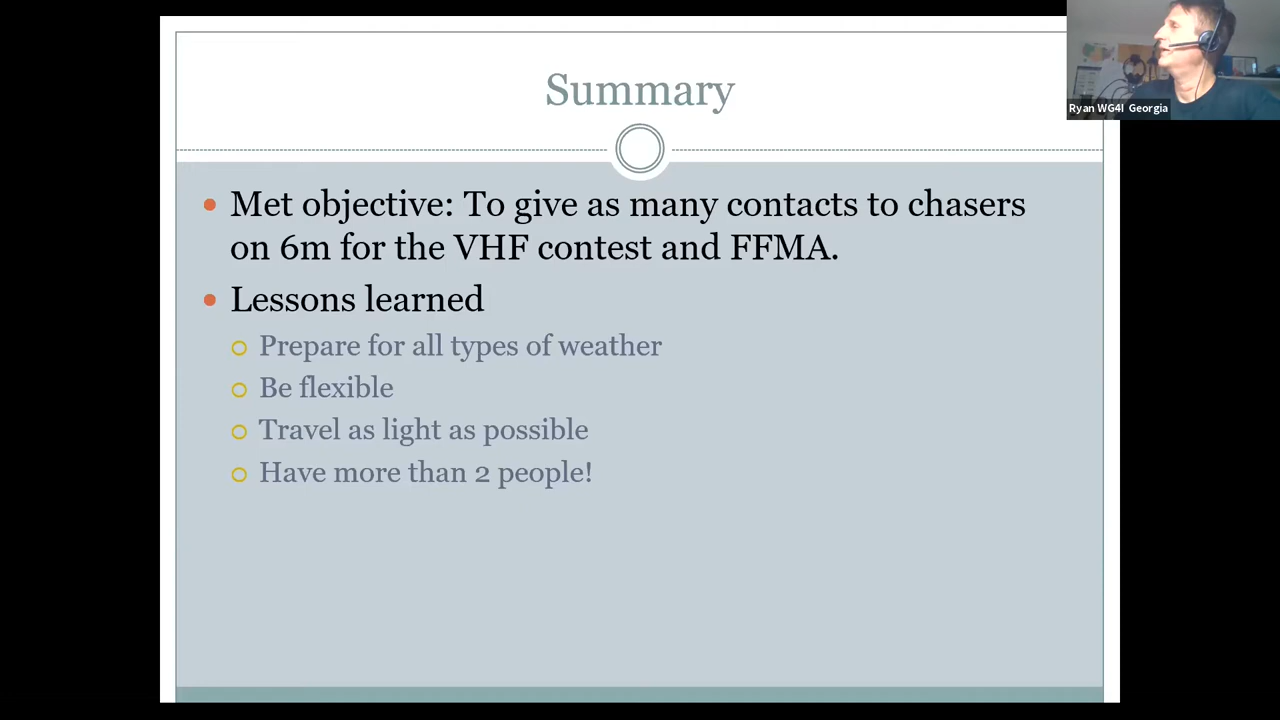 Summary
Ryan WG4I Georgia
• Met objective: To give as many contacts to chasers
on 6m for the VHF contest and FFMA.
• Lessons learned
○ Prepare for all types of weather
○ Be flexible
○ Travel as light as possible
○ Have more than 2 people!